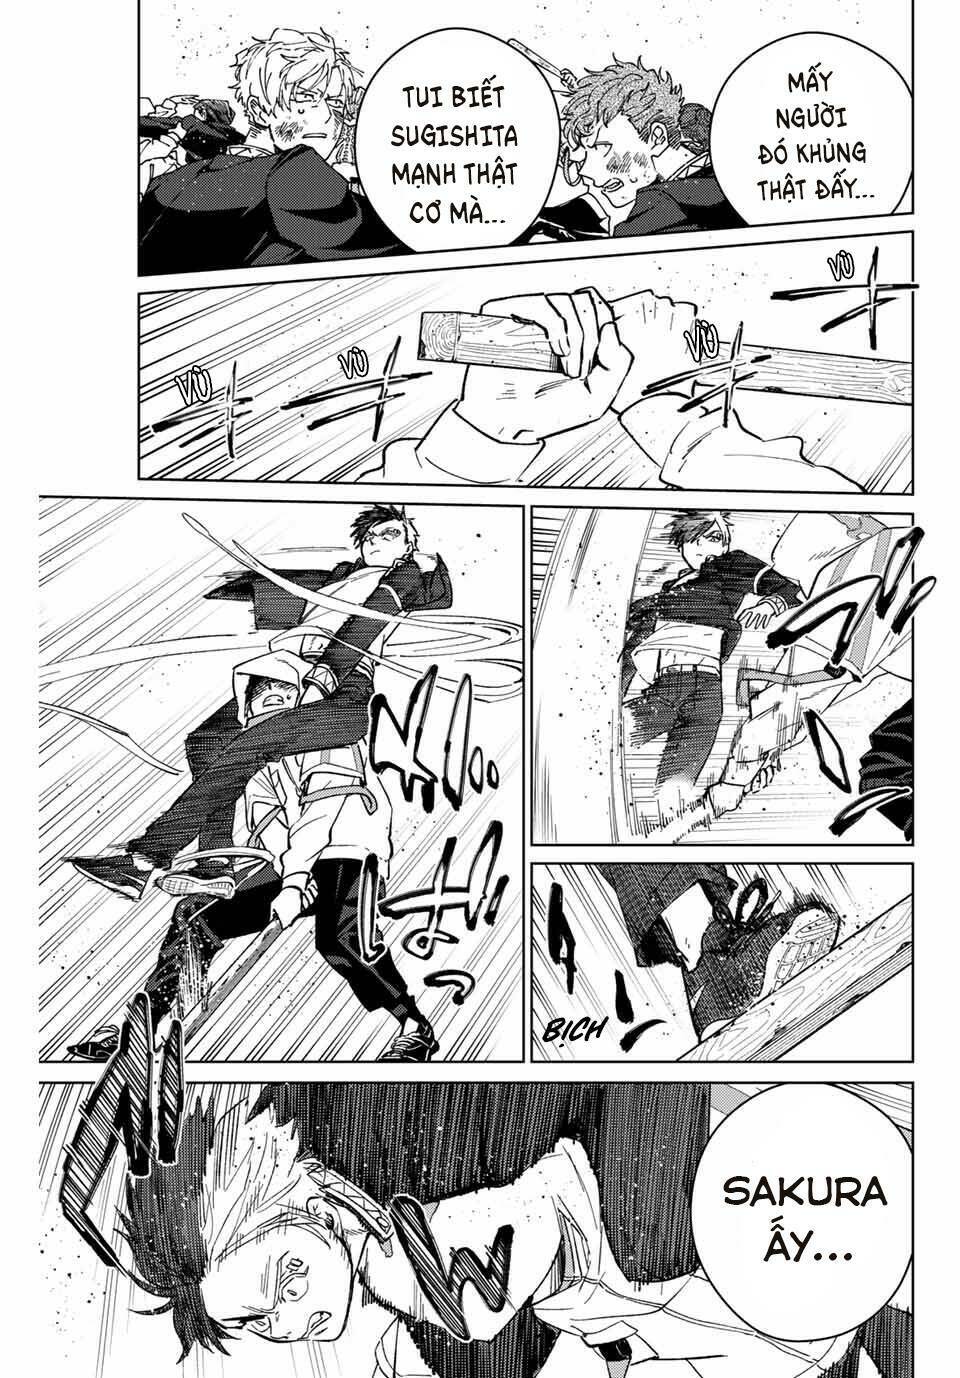 MẤY
NGƯỜI
ĐÓ KHỦNG
THẬT ĐẤY...
TUI BIẾT
SUGISHITA
MẠNH THẬT
CƠ MÀ...
VÙ
VÙ
VÙ
VÙ
VÙ
BỊCH
SAKURA
ẤY...